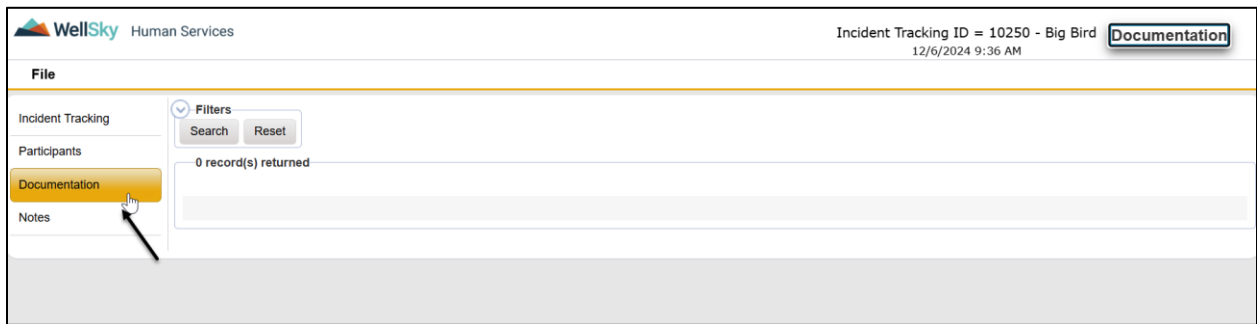 WellSky Human Services
Incident Tracking ID = 10250 - Big Bird Documentation
12/6/2024 9:36 AM
File
Incident Tracking
Participants
Documentation
Notes
Filters
Search Reset
0 record(s) returned